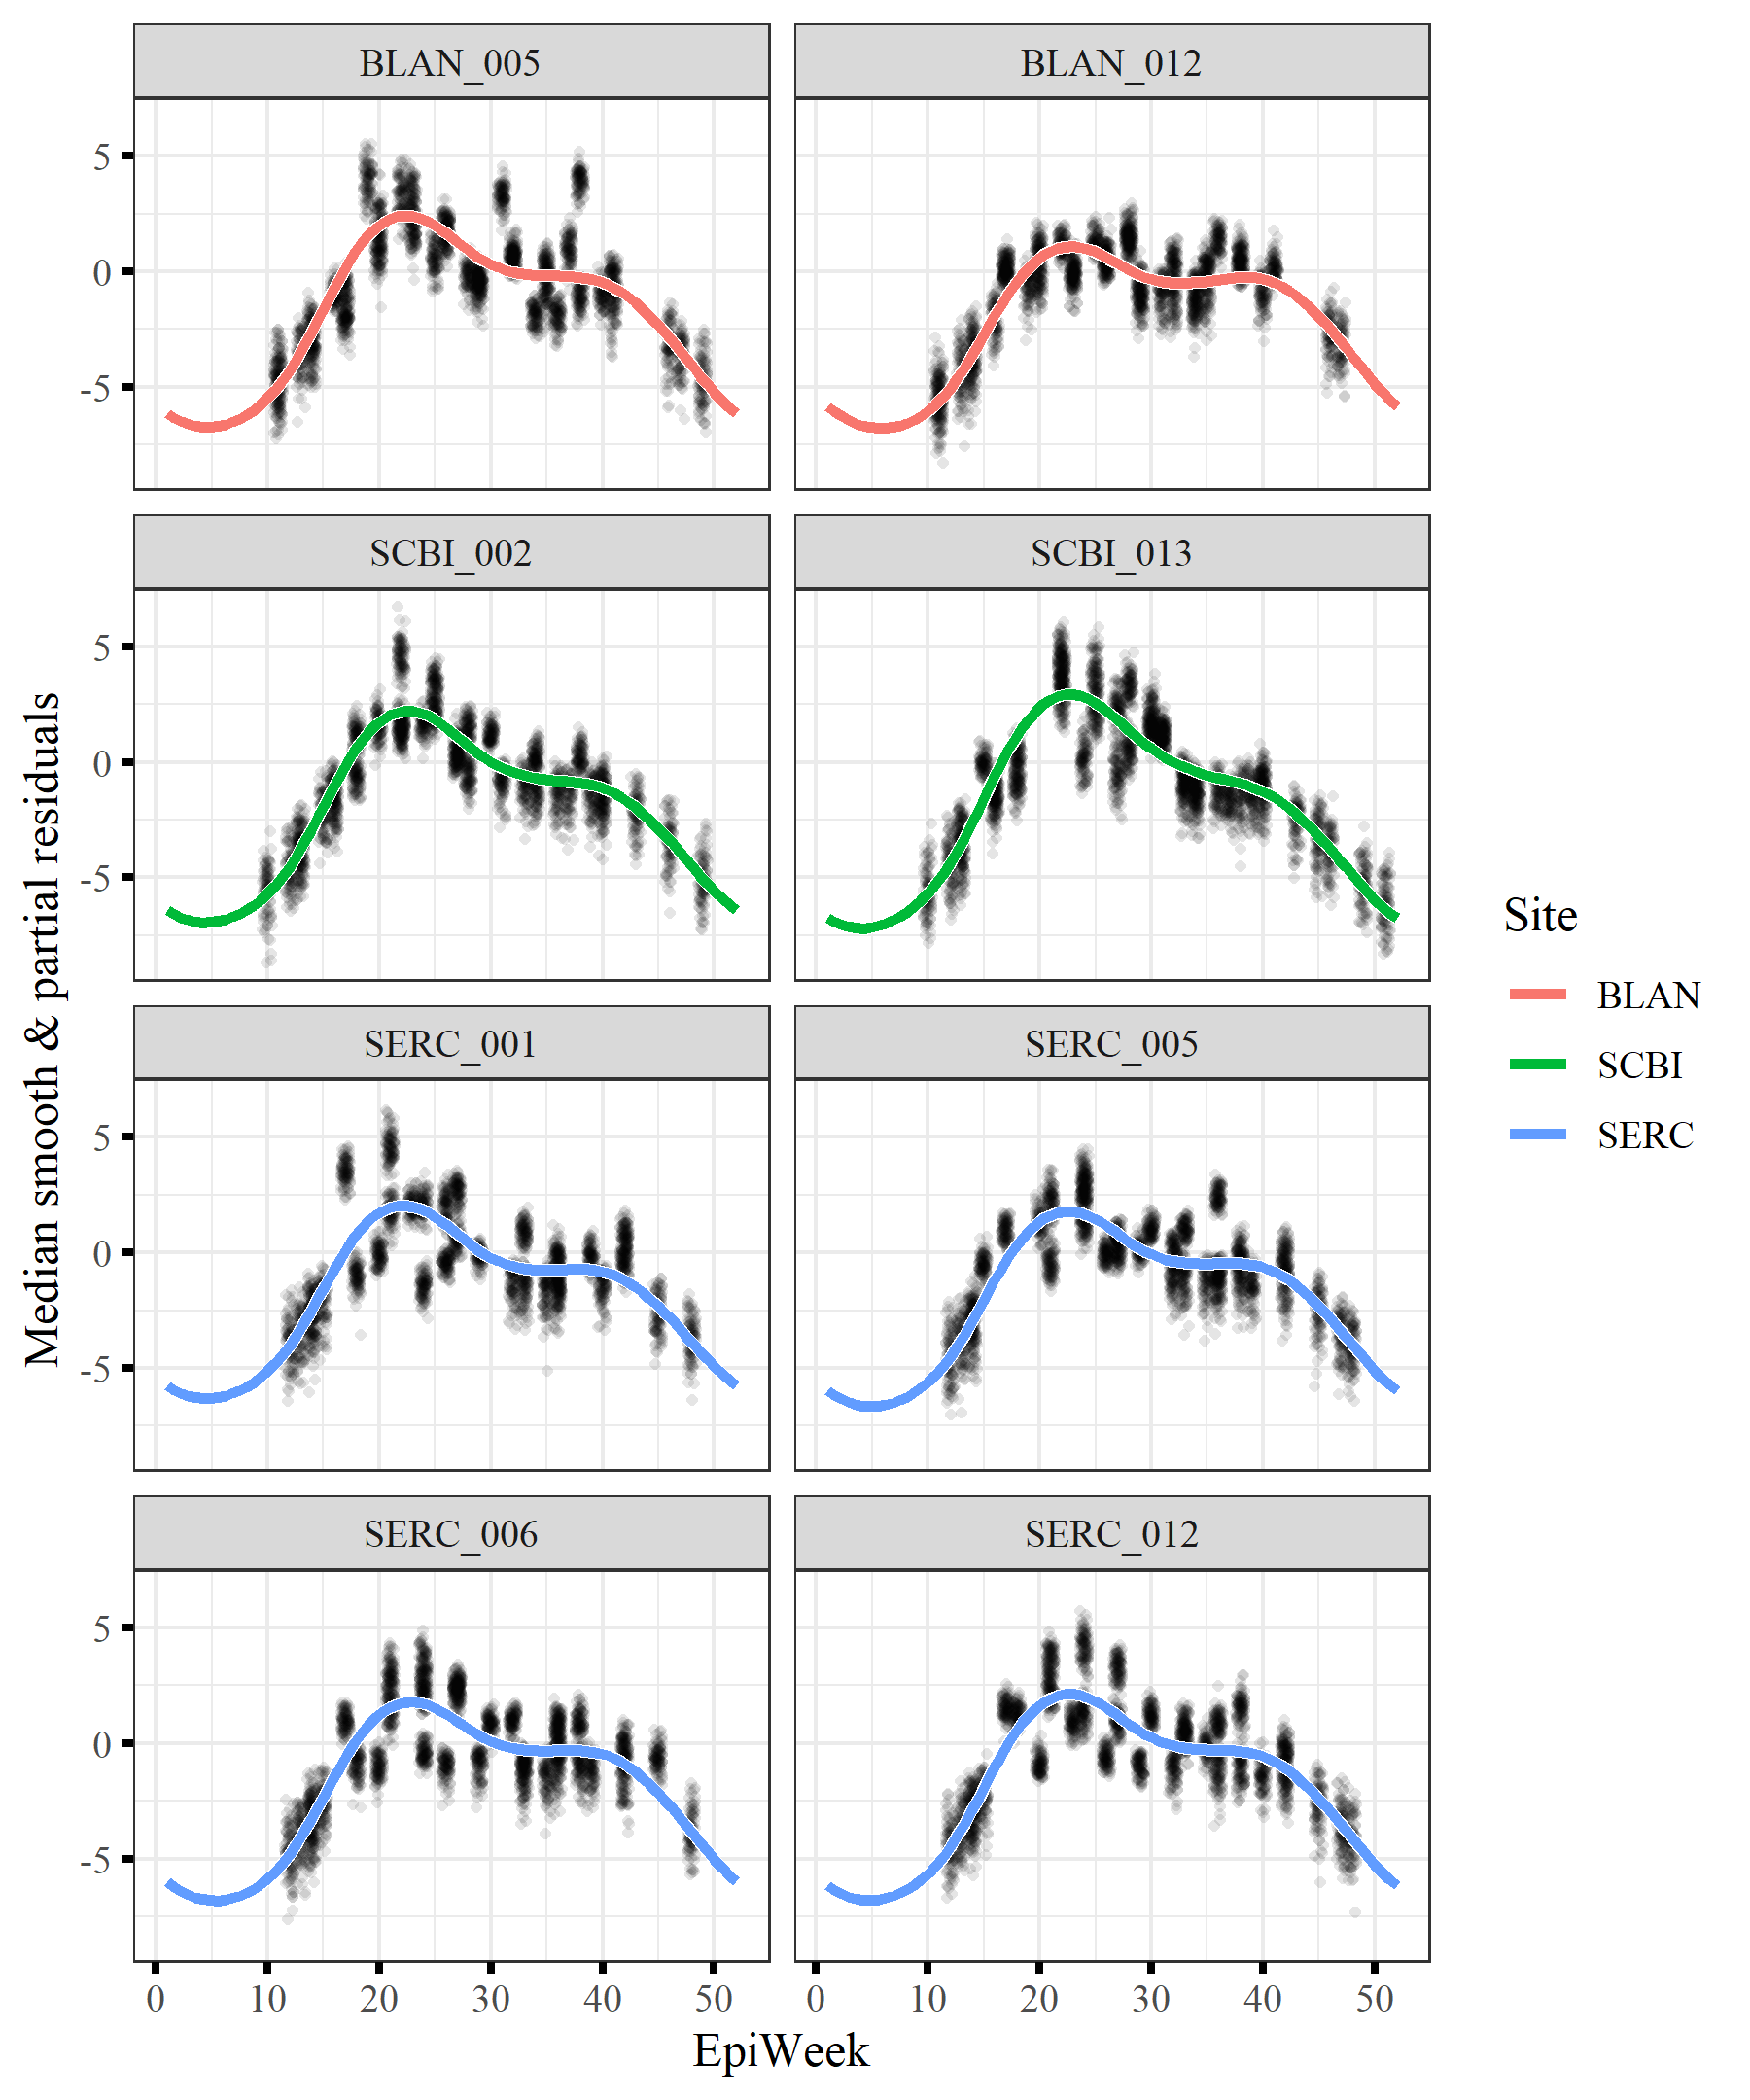 BLAN_005
BLAN_012
5
0
-5
SCBI_002
SCBI_013
5
0
-5
SERC_001
SERC_005
5
0
-5
SERC_006
SERC_012
5
0
-5
0 10 20 30 40 50
0 10 20 30 40 50
EpiWeek
Median smooth & partial residuals
Site
BLAN
SCBI
SERC